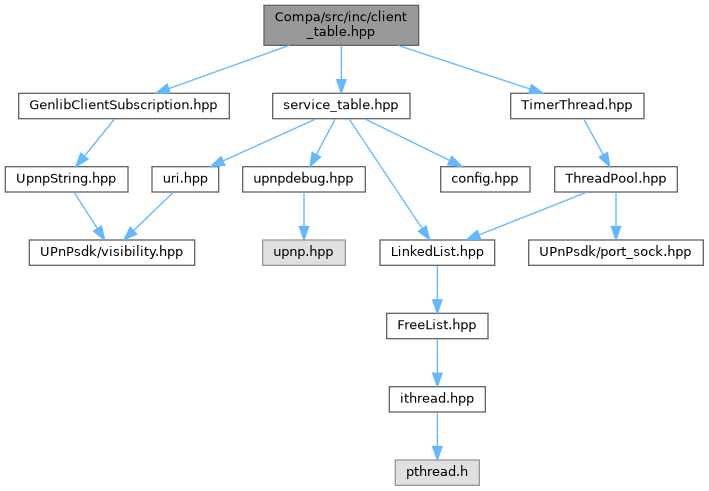 Compa/src/inc/client
_table.hpp
GenlibClientSubscription.hpp
service_table.hpp
TimerThread.hpp
UpnpString.hpp
uri.hpp
upnpdebug.hpp
config.hpp
ThreadPool.hpp
UPnPsdk/visibility.hpp
upnp.hpp
LinkedList.hpp
UPnPsdk/port_sock.hpp
FreeList.hpp
ithread.hpp
pthread.h